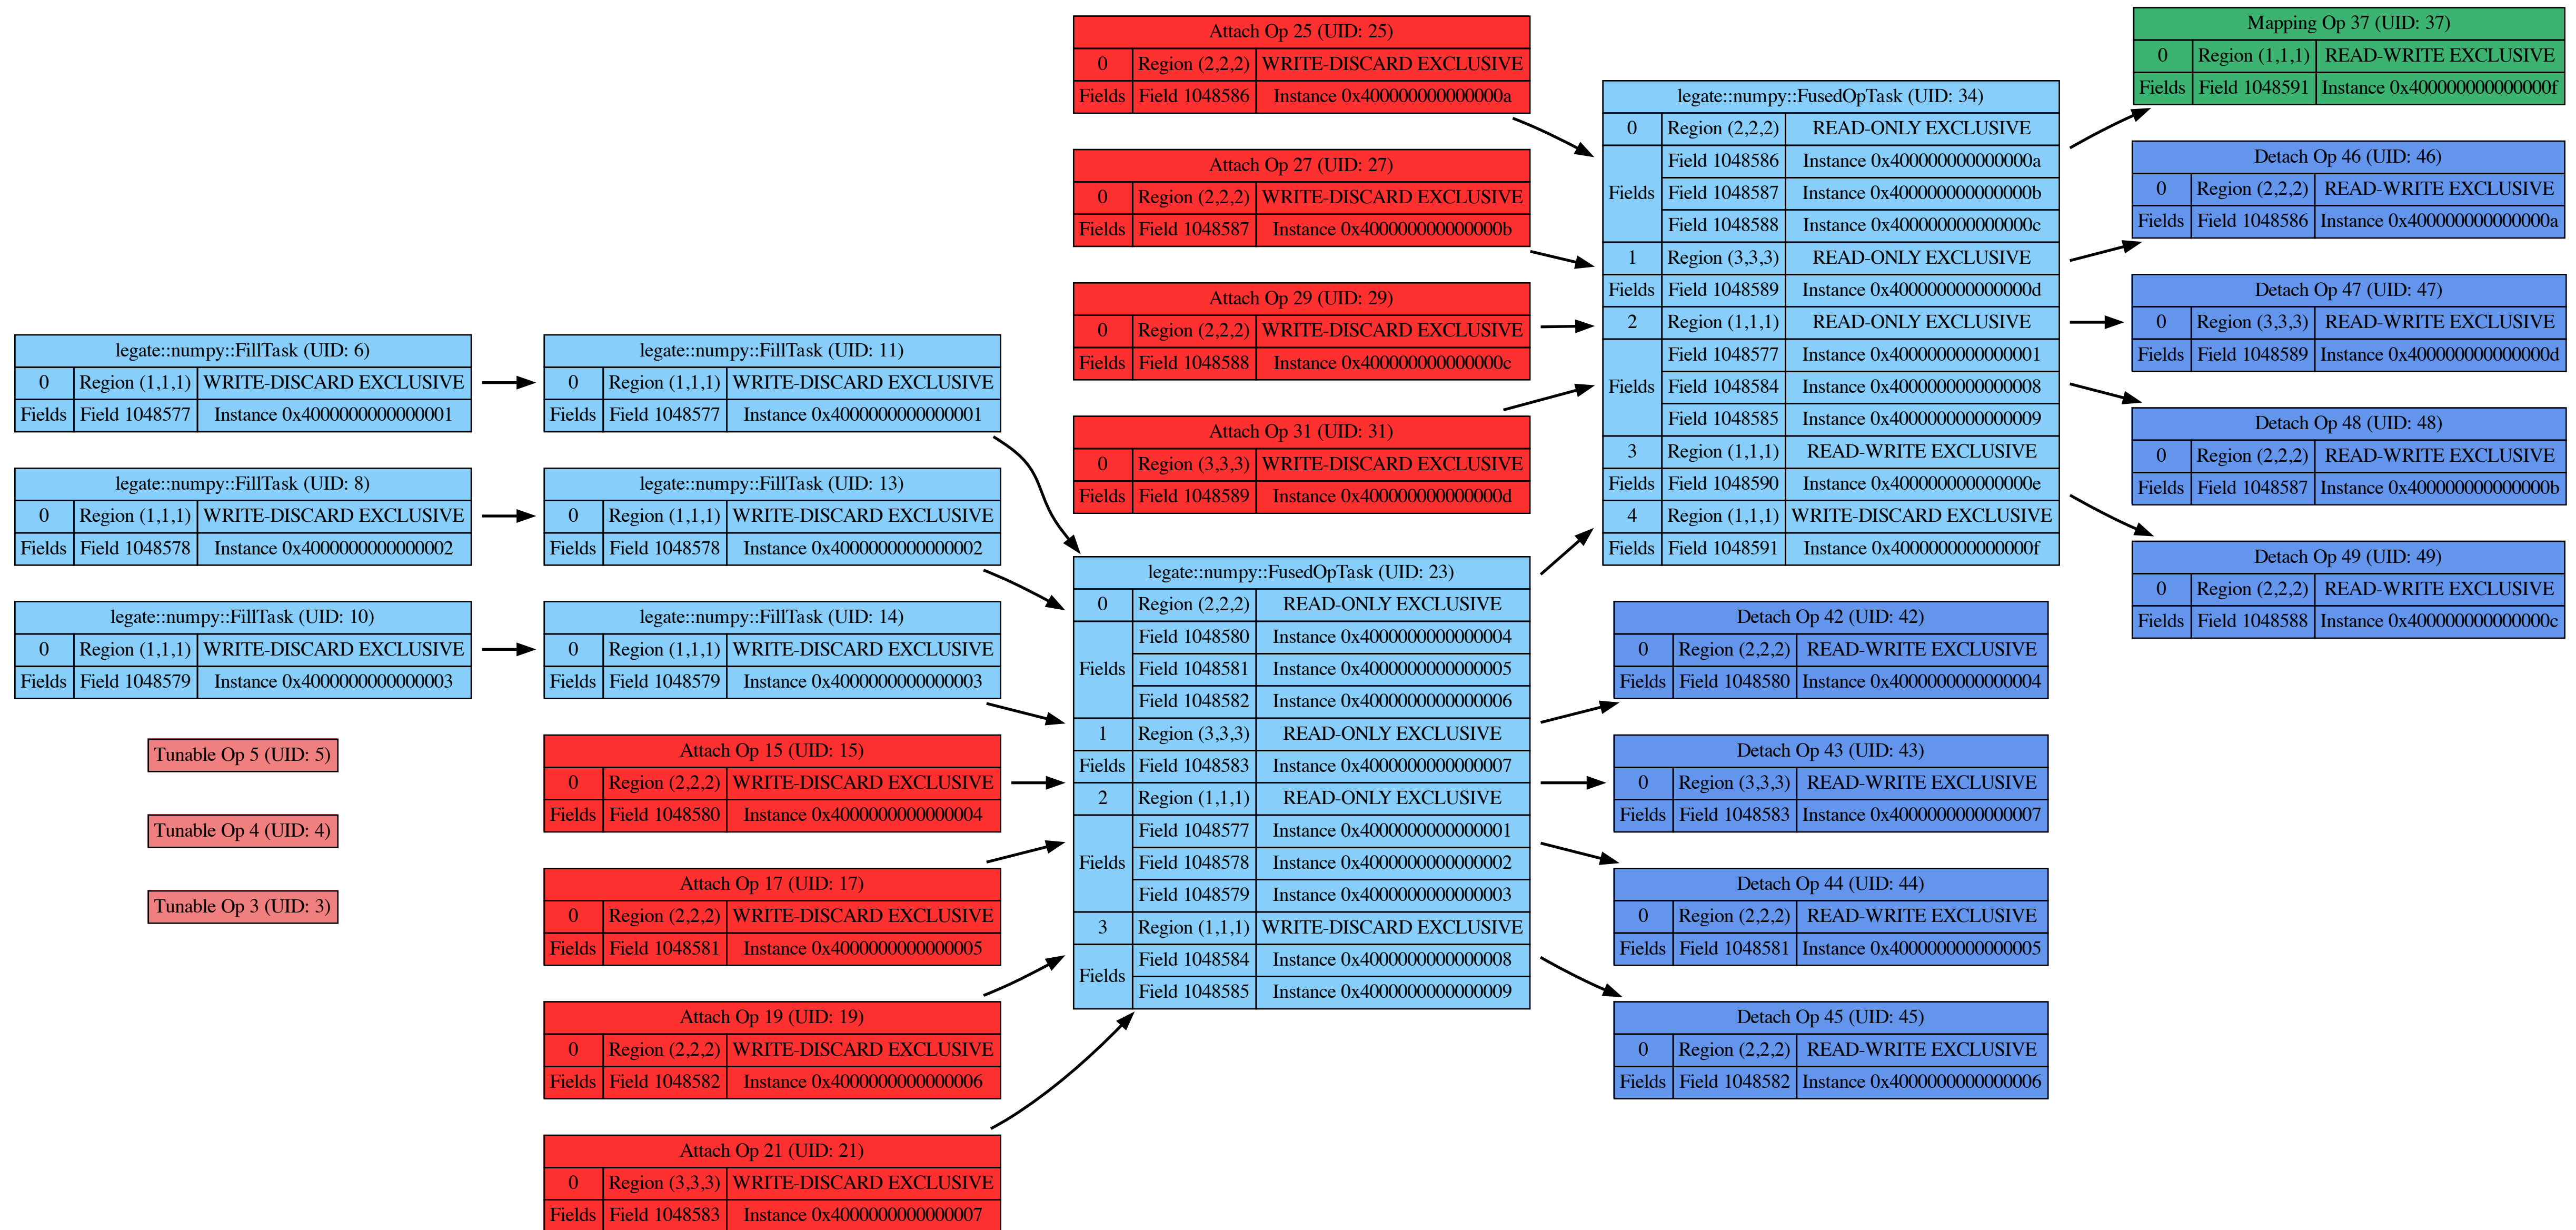 legate::numpy::FillTask (UID: 6)
0 Region (1,1,1) WRITE-DISCARD EXCLUSIVE
Fields Field 1048577 Instance 0x4000000000000001
legate::numpy::FillTask (UID: 8)
0 Region (1,1,1) WRITE-DISCARD EXCLUSIVE
Fields Field 1048578 Instance 0x4000000000000002
legate::numpy::FillTask (UID: 10)
0 Region (1,1,1) WRITE-DISCARD EXCLUSIVE
Fields Field 1048579 Instance 0x4000000000000003
Tunable Op 5 (UID: 5)
Tunable Op 4 (UID: 4)
Tunable Op 3 (UID: 3)
legate::numpy::FillTask (UID: 11)
0 Region (1,1,1) WRITE-DISCARD EXCLUSIVE
Fields Field 1048577 Instance 0x4000000000000001
legate::numpy::FillTask (UID: 13)
0 Region (1,1,1) WRITE-DISCARD EXCLUSIVE
Fields Field 1048578 Instance 0x4000000000000002
legate::numpy::FillTask (UID: 14)
0 Region (1,1,1) WRITE-DISCARD EXCLUSIVE
Fields Field 1048579 Instance 0x4000000000000003
Attach Op 15 (UID: 15)
0 Region (2,2,2) WRITE-DISCARD EXCLUSIVE
Fields Field 1048580 Instance 0x4000000000000004
Attach Op 17 (UID: 17)
0 Region (2,2,2) WRITE-DISCARD EXCLUSIVE
Fields Field 1048581 Instance 0x4000000000000005
Attach Op 19 (UID: 19)
0 Region (2,2,2) WRITE-DISCARD EXCLUSIVE
Fields Field 1048582 Instance 0x4000000000000006
Attach Op 21 (UID: 21)
0 Region (3,3,3) WRITE-DISCARD EXCLUSIVE
Fields Field 1048583 Instance 0x4000000000000007
Attach Op 25 (UID: 25)
0 Region (2,2,2) WRITE-DISCARD EXCLUSIVE
Fields Field 1048586 Instance 0x400000000000000a
Attach Op 27 (UID: 27)
0 Region (2,2,2) WRITE-DISCARD EXCLUSIVE
Fields Field 1048587 Instance 0x400000000000000b
Attach Op 29 (UID: 29)
0 Region (2,2,2) WRITE-DISCARD EXCLUSIVE
Fields Field 1048588 Instance 0x400000000000000c
Attach Op 31 (UID: 31)
0 Region (3,3,3) WRITE-DISCARD EXCLUSIVE
Fields Field 1048589 Instance 0x400000000000000d
legate::numpy::FusedOpTask (UID: 23)
0 Region (2,2,2) READ-ONLY EXCLUSIVE
Field 1048580 Instance 0x4000000000000004
Fields Field 1048581 Instance 0x4000000000000005
Field 1048582 Instance 0x4000000000000006
1 Region (3,3,3) READ-ONLY EXCLUSIVE
Fields Field 1048583 Instance 0x4000000000000007
2 Region (1,1,1) READ-ONLY EXCLUSIVE
Field 1048577 Instance 0x4000000000000001
Fields Field 1048578 Instance 0x4000000000000002
Field 1048579 Instance 0x4000000000000003
3 Region (1,1,1) WRITE-DISCARD EXCLUSIVE
Fields Field 1048584 Instance 0x4000000000000008
Field 1048585 Instance 0x4000000000000009
legate::numpy::FusedOpTask (UID: 34)
0 Region (2,2,2) READ-ONLY EXCLUSIVE
Field 1048586 Instance 0x400000000000000a
Fields Field 1048587 Instance 0x400000000000000b
Field 1048588 Instance 0x400000000000000c
1 Region (3,3,3) READ-ONLY EXCLUSIVE
Fields Field 1048589 Instance 0x400000000000000d
2 Region (1,1,1) READ-ONLY EXCLUSIVE
Field 1048577 Instance 0x4000000000000001
Fields Field 1048584 Instance 0x4000000000000008
Field 1048585 Instance 0x4000000000000009
3 Region (1,1,1) READ-WRITE EXCLUSIVE
Fields Field 1048590 Instance 0x400000000000000e
4 Region (1,1,1) WRITE-DISCARD EXCLUSIVE
Fields Field 1048591 Instance 0x400000000000000f
Detach Op 42 (UID: 42)
0 Region (2,2,2) READ-WRITE EXCLUSIVE
Fields Field 1048580 Instance 0x4000000000000004
Detach Op 43 (UID: 43)
0 Region (3,3,3) READ-WRITE EXCLUSIVE
Fields Field 1048583 Instance 0x4000000000000007
Detach Op 44 (UID: 44)
0 Region (2,2,2) READ-WRITE EXCLUSIVE
Fields Field 1048581 Instance 0x4000000000000005
Detach Op 45 (UID: 45)
0 Region (2,2,2) READ-WRITE EXCLUSIVE
Fields Field 1048582 Instance 0x4000000000000006
Mapping Op 37 (UID: 37)
0 Region (1,1,1) READ-WRITE EXCLUSIVE
Fields Field 1048591 Instance 0x400000000000000f
Detach Op 46 (UID: 46)
0 Region (2,2,2) READ-WRITE EXCLUSIVE
Fields Field 1048586 Instance 0x400000000000000a
Detach Op 47 (UID: 47)
0 Region (3,3,3) READ-WRITE EXCLUSIVE
Fields Field 1048589 Instance 0x400000000000000d
Detach Op 48 (UID: 48)
0 Region (2,2,2) READ-WRITE EXCLUSIVE
Fields Field 1048587 Instance 0x400000000000000b
Detach Op 49 (UID: 49)
0 Region (2,2,2) READ-WRITE EXCLUSIVE
Fields Field 1048588 Instance 0x400000000000000c